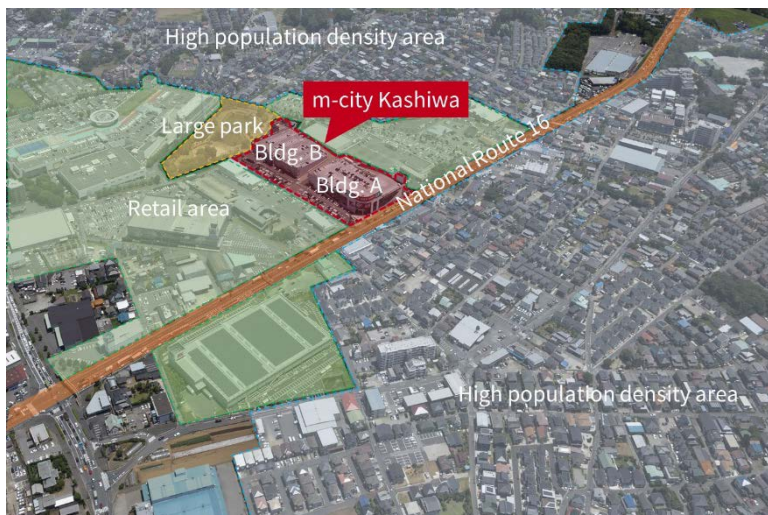 High population density area
m-city Kashiwa
Large park
Bldg. B
Bldg. A
National Route 16
Retail area
High population density area